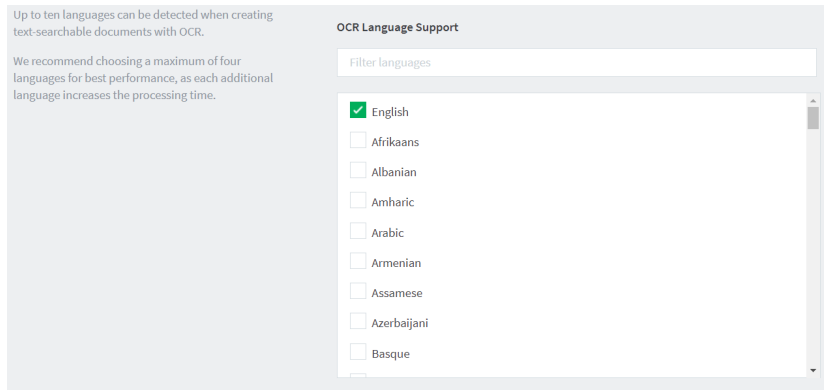 Up to ten languages can be detected when creating
text-searchable documents with OCR.
We recommend choosing a maximum of four
languages for best performance, as each additional
language increases the processing time.
OCR Language Support
Filter languages
English
Afrikaans
Albanian
Amharic
Arabic
Armenian
Assamese
Azerbaijani
Basque